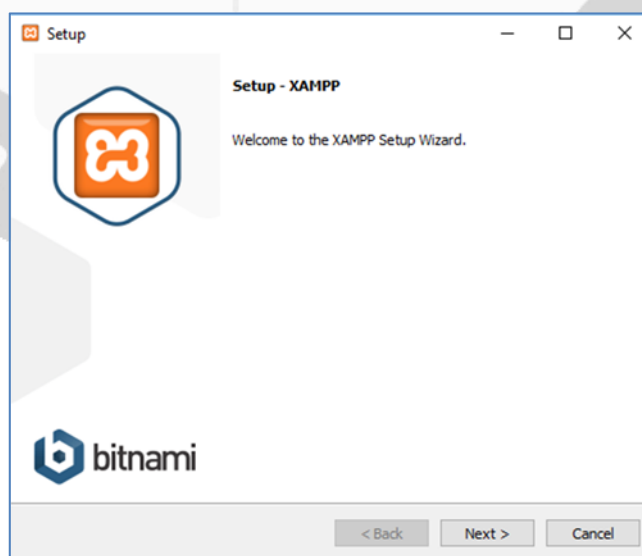 Setup
Setup - XAMPP
Welcome to the XAMPP Setup Wizard.
bitnami
< Back
Next >
Cancel